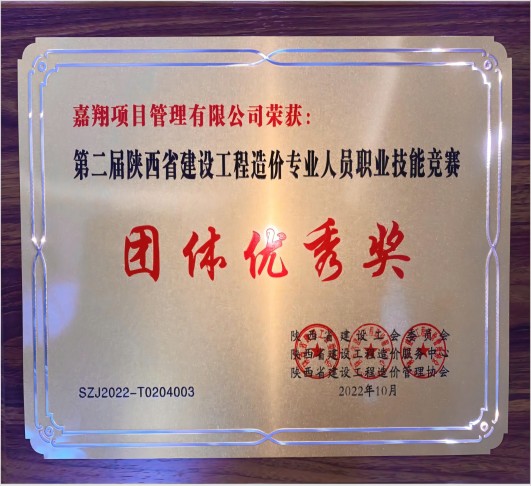 嘉翔项目管理有限公司荣获：
第二届陕西省建设工程造价专业人员职业技能竞赛
团体优秀奖
陕西省建设工会委员会
陕西省建设工程造价服务中心
陕西省建设工程造价管理协会
SZJ2022-T0204003
2022年10月